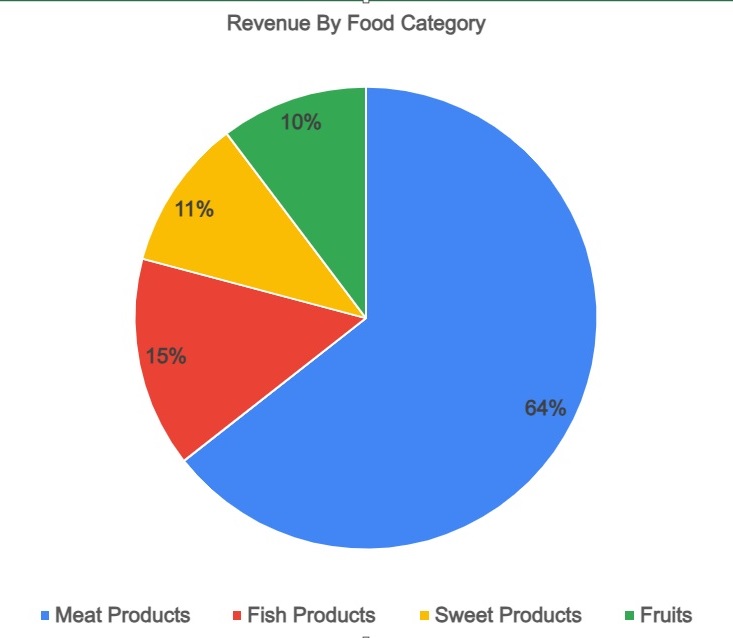 Revenue By Food Category
10%
11%
15%
64%
Meat Products Fish Products Sweet Products Fruits